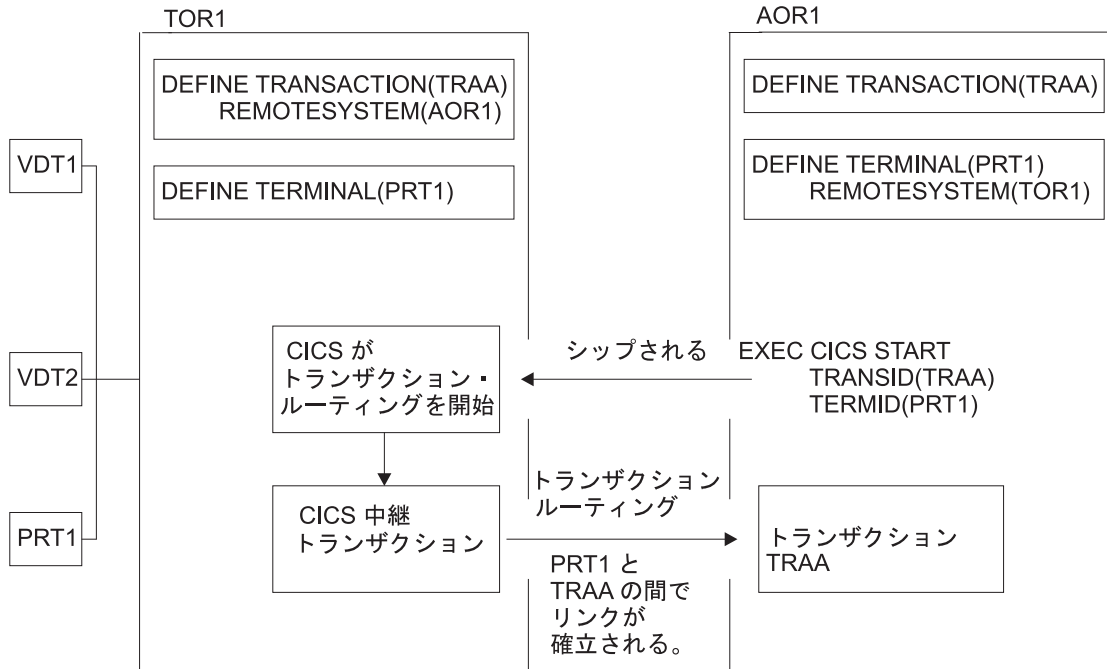 TOR1
AOR1
DEFINE TRANSACTION(TRAA)
REMOTESYSTEM(AOR1)
DEFINE TRANSACTION(TRAA)
VDT1
DEFINE TERMINAL(PRT1)
DEFINE TERMINAL(PRT1)
REMOTESYSTEM(TOR1)
VDT2
CICS が
トランザクション・
ルーティングを開始
シップされる
EXEC CICS START
TRANSID(TRAA)
TERMID(PRT1)
トランザクション
ルーティング
PRT1
CICS 中継
トランザクション
トランザクション
TRAA
PRT1 と
TRAA の間で
リンクが
確立される。